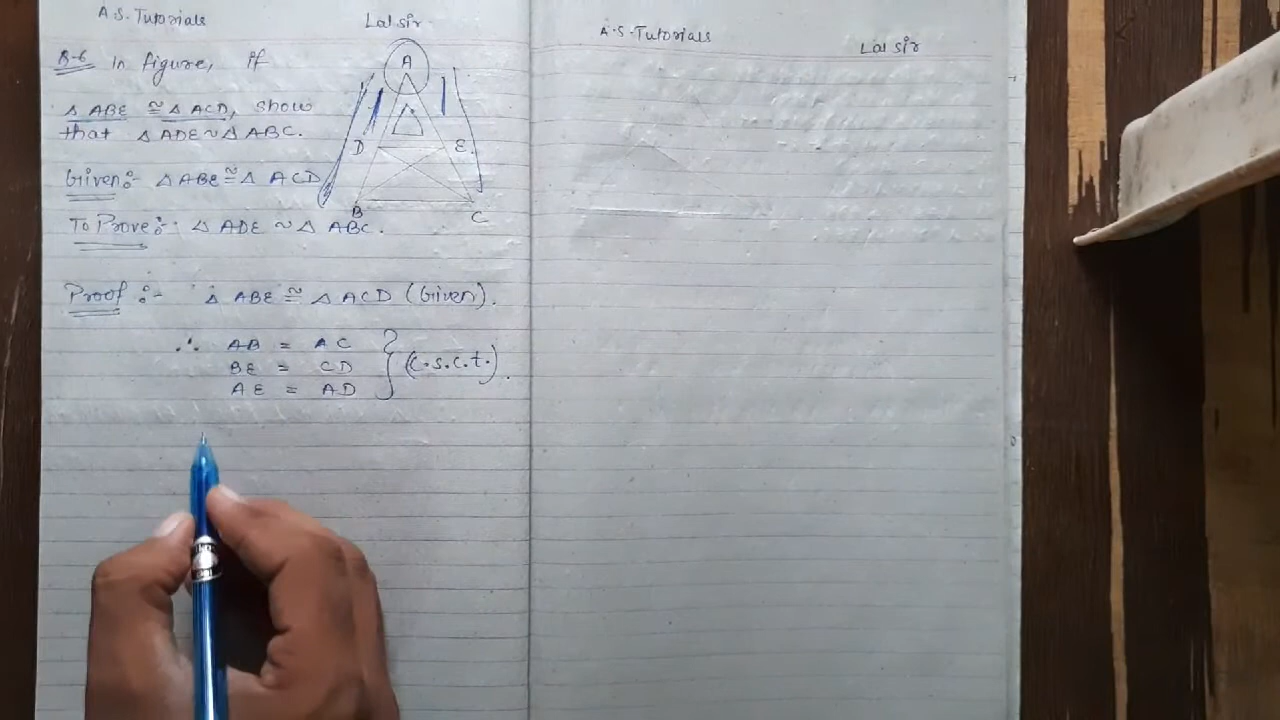 A.S. Tutorials
Lal sir.
Q-6 In figure, if
△ ABE ≅ △ ACD, show
that △ ADE ~ △ ABC.
Given:- △ ABE ≅ △ ACD
To Prove:- △ ADE ~ △ ABC.
Proof :- △ ABE ≅ △ ACD (Given).
∴ AB = AC
BE = CD
AE = AD
(C.s.c.t.).
A
D
E
B
C
A.S. Tutorials
Lal sir